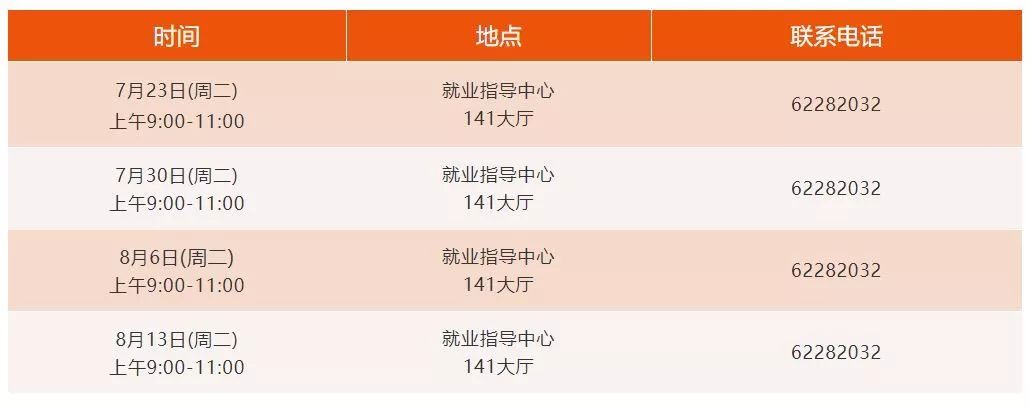 时间 地点 联系电话
7月23日(周二)
上午9:00-11:00
就业指导中心
141大厅
62282032
7月30日(周二)
上午9:00-11:00
就业指导中心
141大厅
62282032
8月6日(周二)
上午9:00-11:00
就业指导中心
141大厅
62282032
8月13日(周二)
上午9:00-11:00
就业指导中心
141大厅
62282032